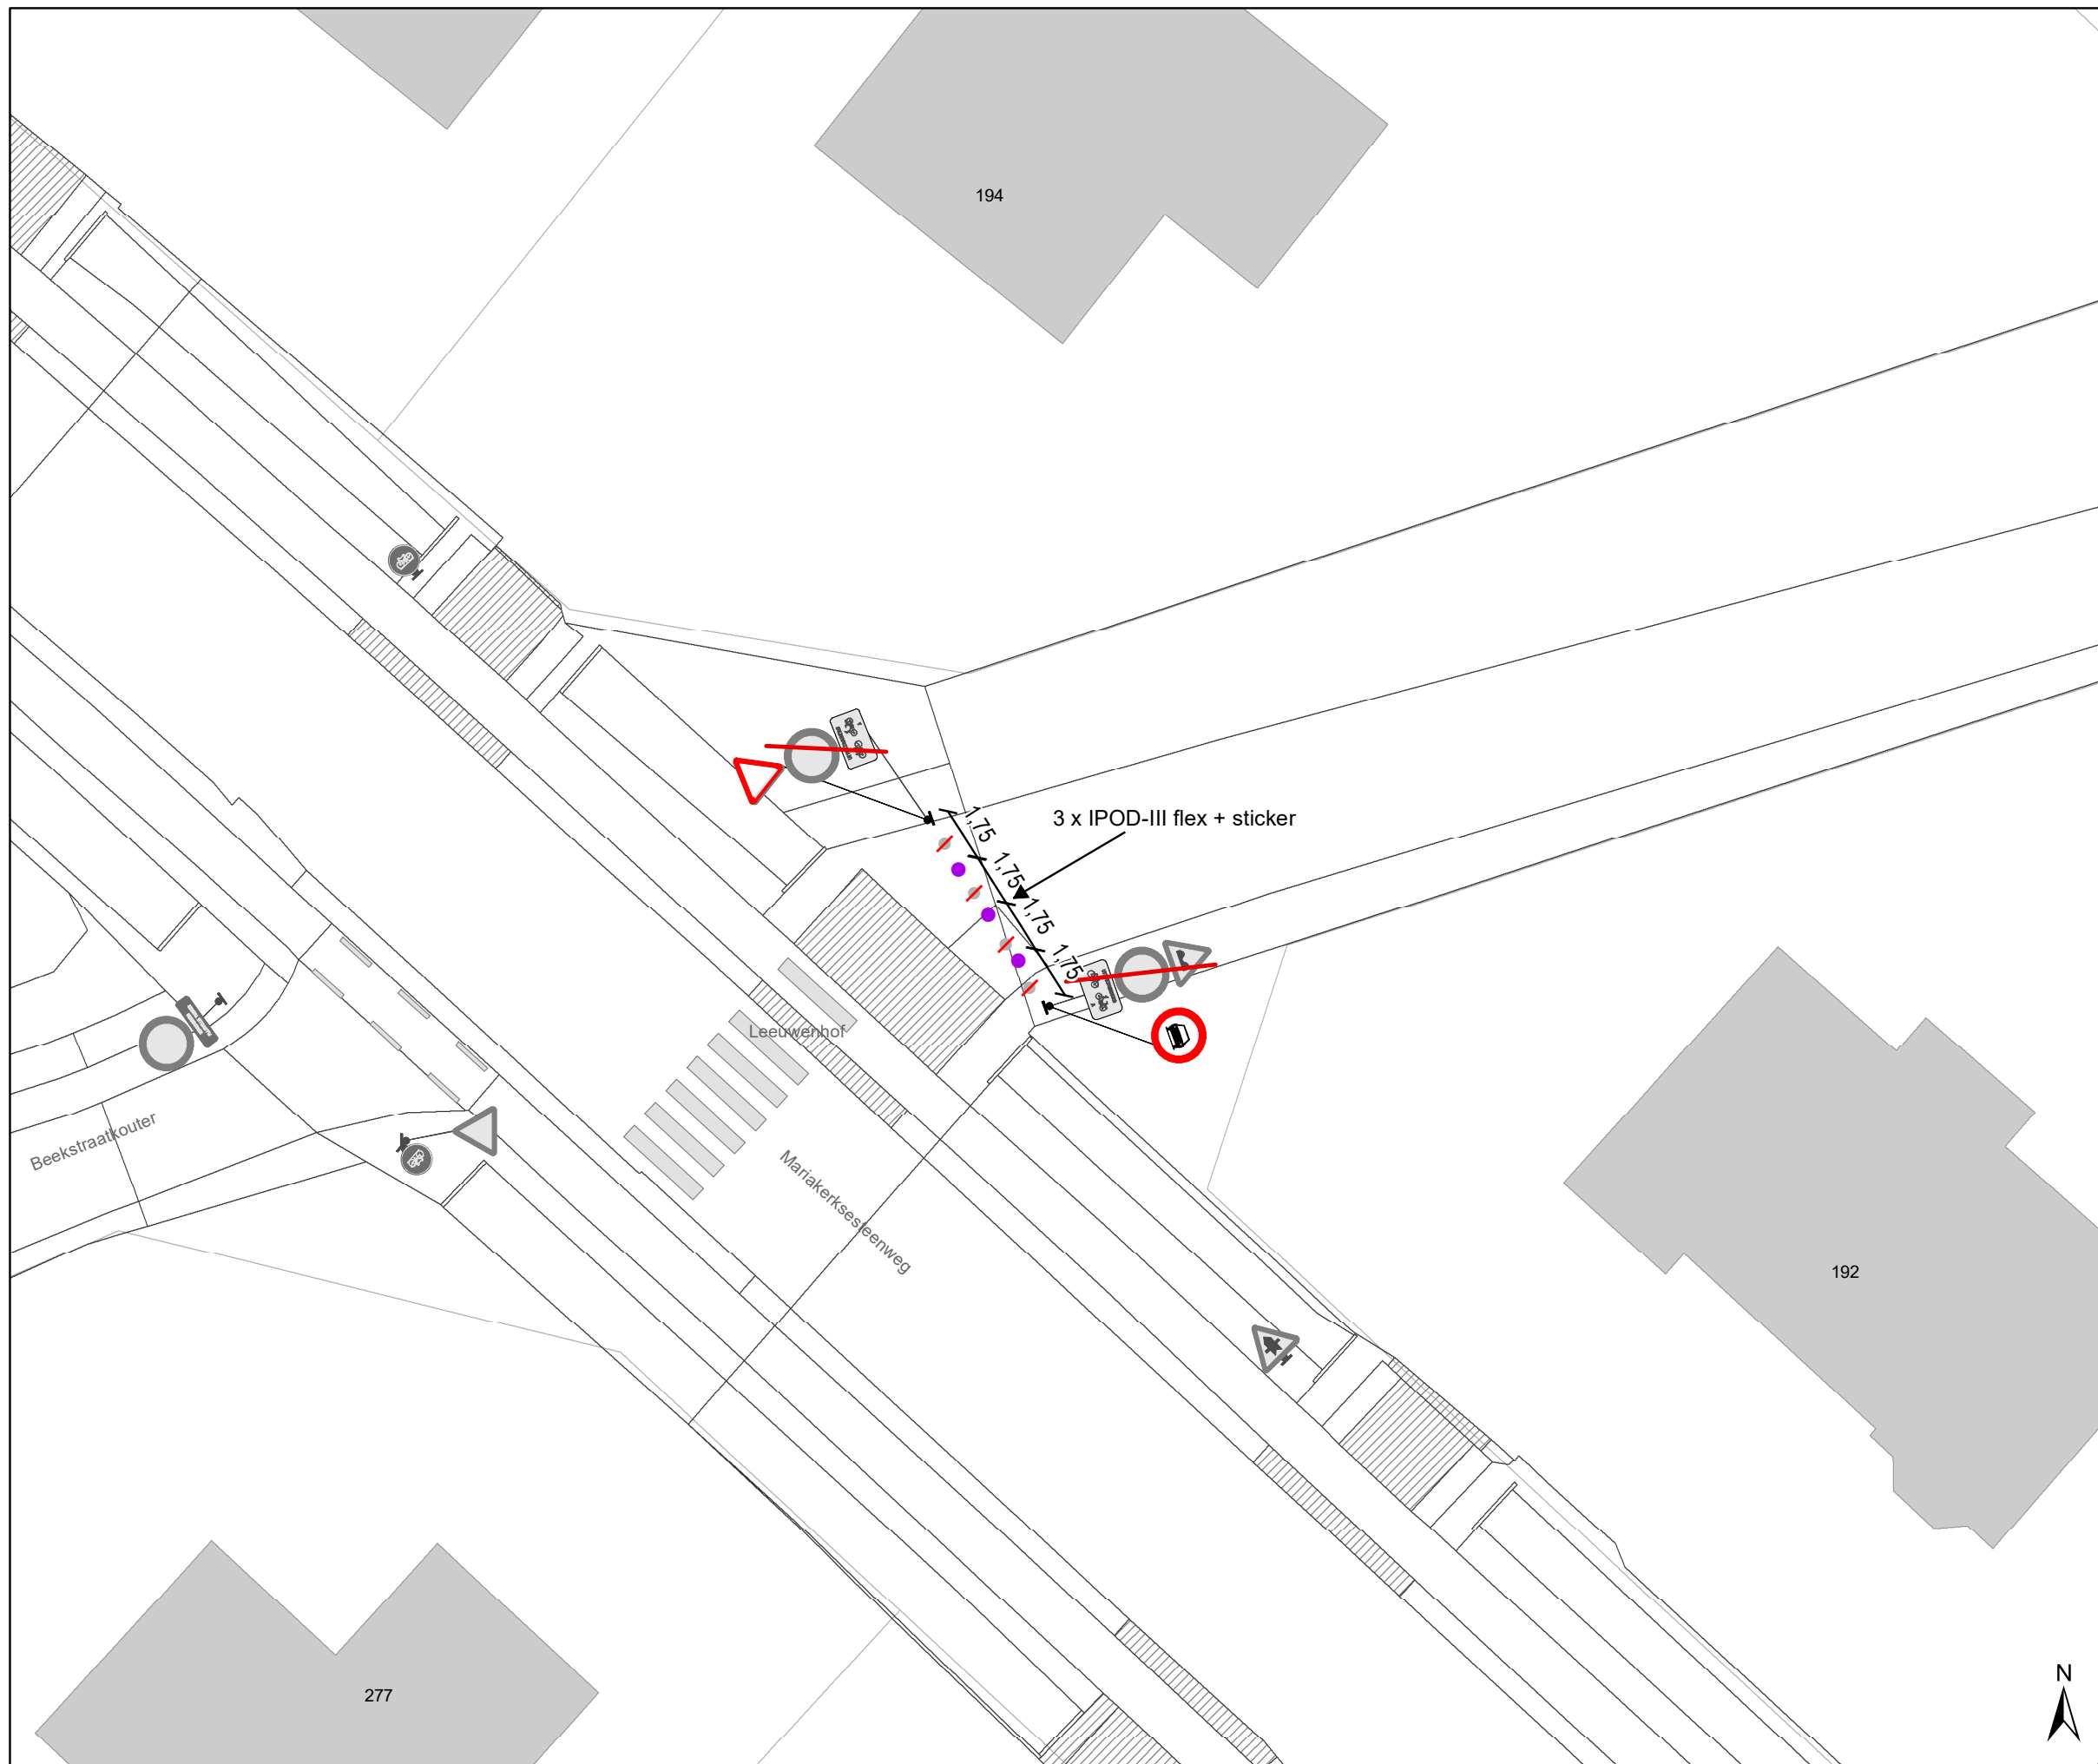 194
1,75
3 x IPOD-III flex + sticker
1,75
1,75
1,75
Leeuwenhof
Beekstraatkouter
Mariakerksesteenweg
192
277
N